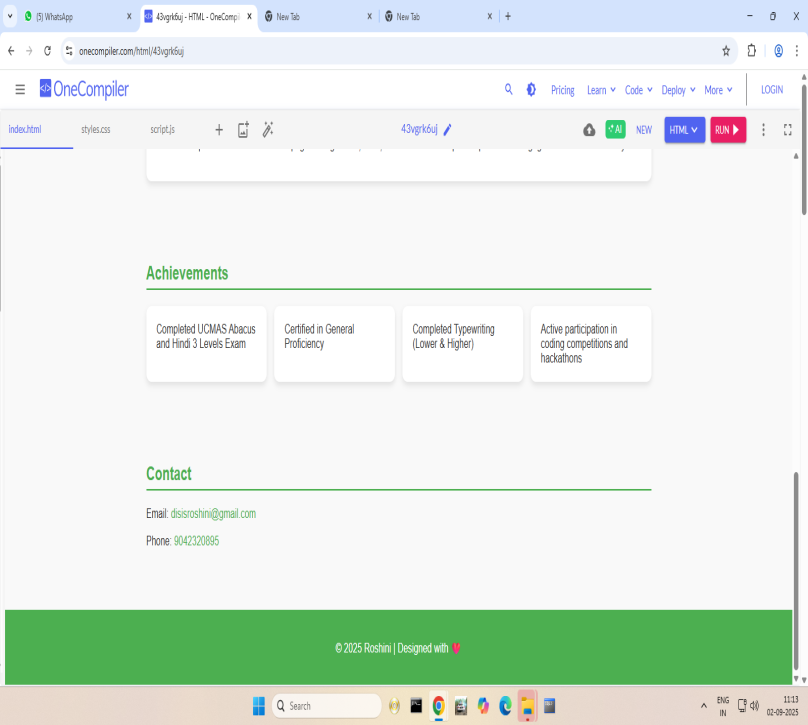 (5) WhatsApp
43vgrk6uj - HTML - OneCompil
New Tab
New Tab
onecompiler.com/html/43vgrk6uj
OneCompiler
Pricing
Learn
Code
Deploy
More
LOGIN
index.html
styles.css
script.js
43vgrk6uj
AI
NEW
HTML
RUN
Achievements
Completed UCMAS Abacus
and Hindi 3 Levels Exam
Certified in General
Proficiency
Completed Typewriting
(Lower & Higher)
Active participation in
coding competitions and
hackathons
Contact
Email: disisroshini@gmail.com
Phone: 9042320895
© 2025 Roshini | Designed with
Search
ENG
IN
11:13
02-09-2025